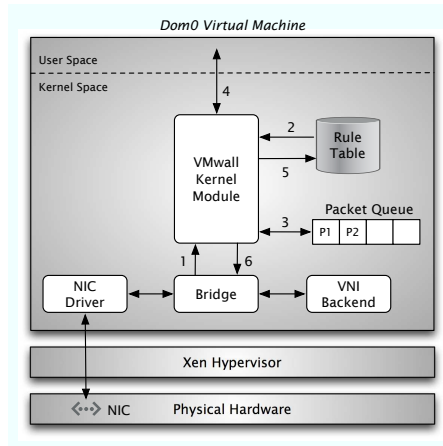 Dom0 Virtual Machine
User Space
Kernel Space
4
VMwall
Kernel
Module
2
5
Rule
Table
3
Packet Queue
P1 P2
1
6
NIC
Driver
Bridge
VNI
Backend
Xen Hypervisor
NIC
Physical Hardware